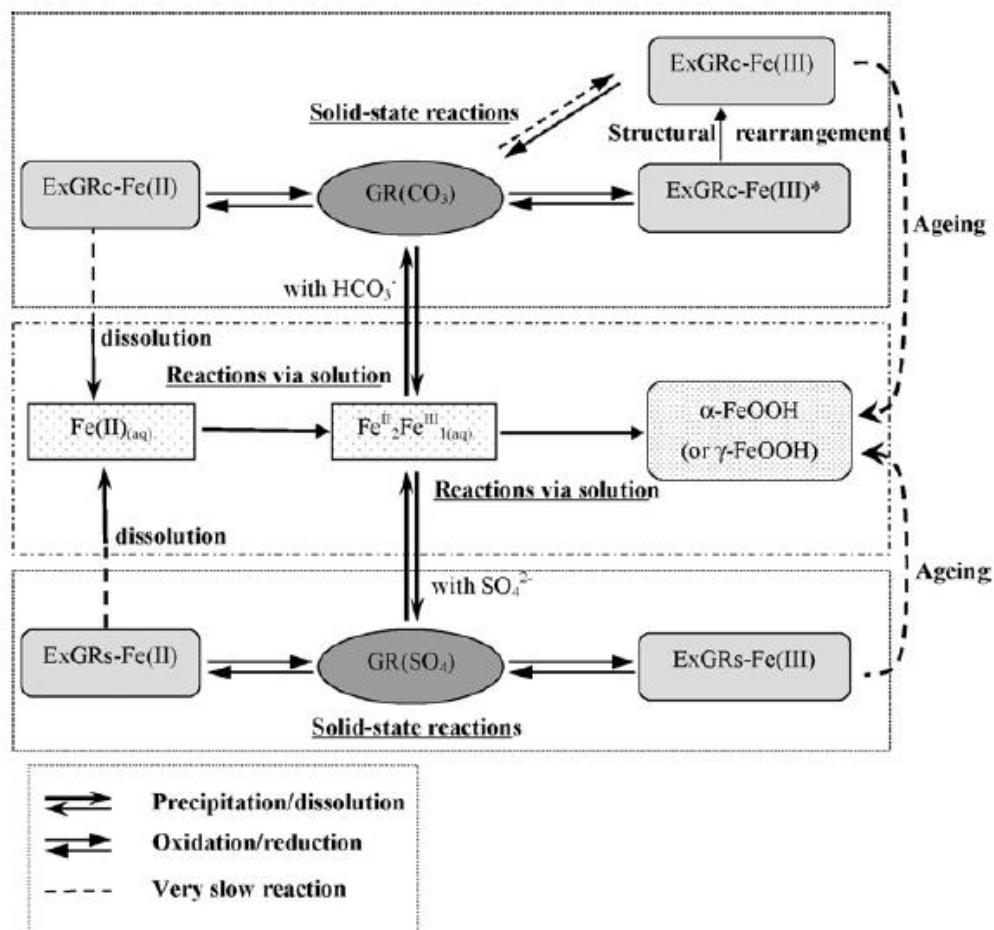 ExGRc-Fe(III)
Solid-state reactions
Structural rearrangement
ExGRc-Fe(II)
GR(CO₃)
ExGRc-Fe(III)*
Ageing
with HCO₃⁻
dissolution
Reactions via solution
Fe(II)₍aq₎
Feᴵᴵ₂Feᴵᴵᴵ₁₍aq₎
α-FeOOH
(or γ-FeOOH)
Reactions via solution
dissolution
Ageing
with SO₄²⁻
ExGRs-Fe(II)
GR(SO₄)
ExGRs-Fe(III)
Solid-state reactions
Precipitation/dissolution
Oxidation/reduction
Very slow reaction